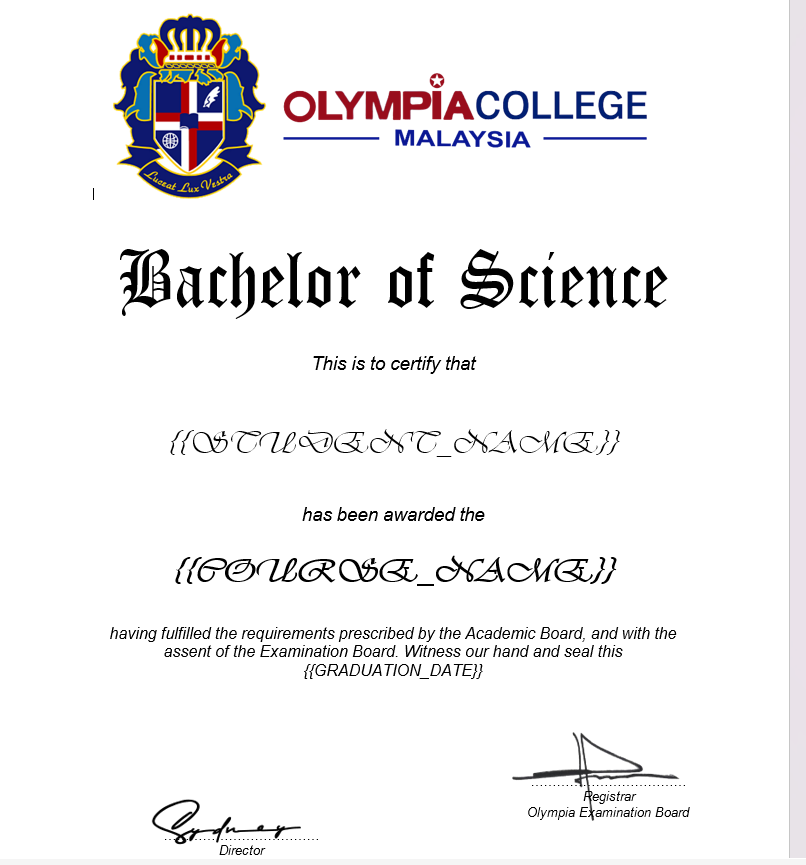 Luceat Lux Vestra
OLYMPIACOLLEGE
MALAYSIA
Bachelor of Science
This is to certify that
{{STUDENT_NAME}}
has been awarded the
{{COURSE_NAME}}
having fulfilled the requirements prescribed by the Academic Board, and with the
assent of the Examination Board. Witness our hand and seal this
{{GRADUATION_DATE}}
Registrar
Olympia Examination Board
Sydney
Director